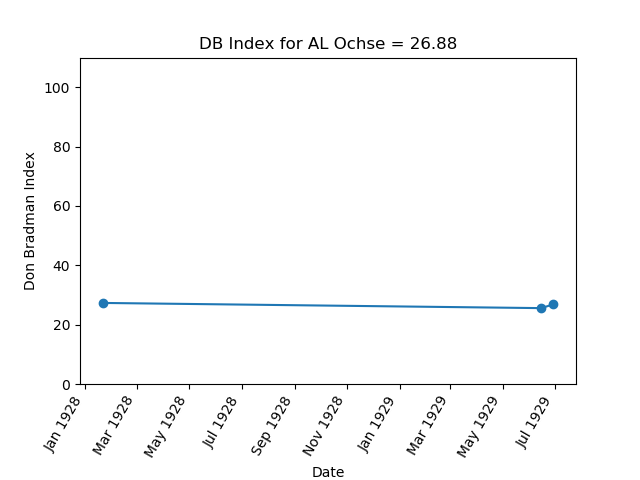 DB Index for AL Ochse = 26.88
100
80
60
40
20
0
Don Bradman Index
Jan 1928
Mar 1928
May 1928
Jul 1928
Sep 1928
Nov 1928
Jan 1929
Mar 1929
May 1929
Jul 1929
Date